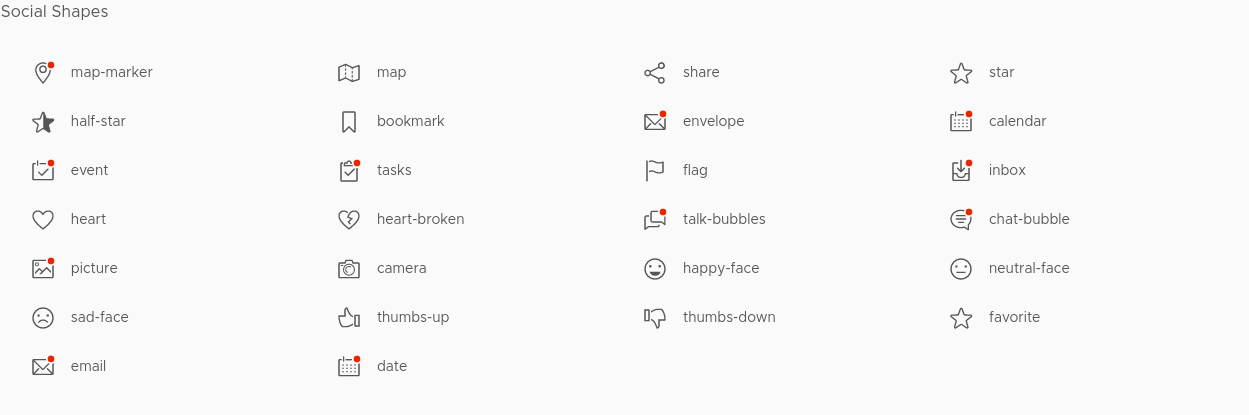 Social Shapes
map-marker
map
share
star
half-star
bookmark
envelope
calendar
event
tasks
flag
inbox
heart
heart-broken
talk-bubbles
chat-bubble
picture
camera
happy-face
neutral-face
sad-face
thumbs-up
thumbs-down
favorite
email
date